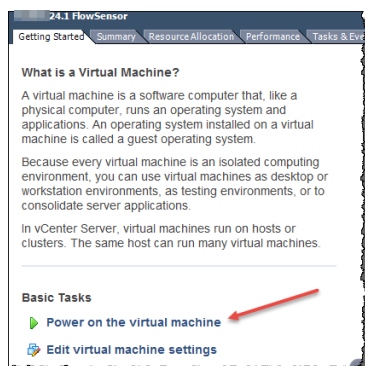 24.1 FlowSensor
Getting Started Summary Resource Allocation Performance Tasks & Eve
What is a Virtual Machine?
A virtual machine is a software computer that, like a
physical computer, runs an operating system and
applications. An operating system installed on a virtual
machine is called a guest operating system.
Because every virtual machine is an isolated computing
environment, you can use virtual machines as desktop or
workstation environments, as testing environments, or to
consolidate server applications.
In vCenter Server, virtual machines run on hosts or
clusters. The same host can run many virtual machines.
Basic Tasks
Power on the virtual machine
Edit virtual machine settings